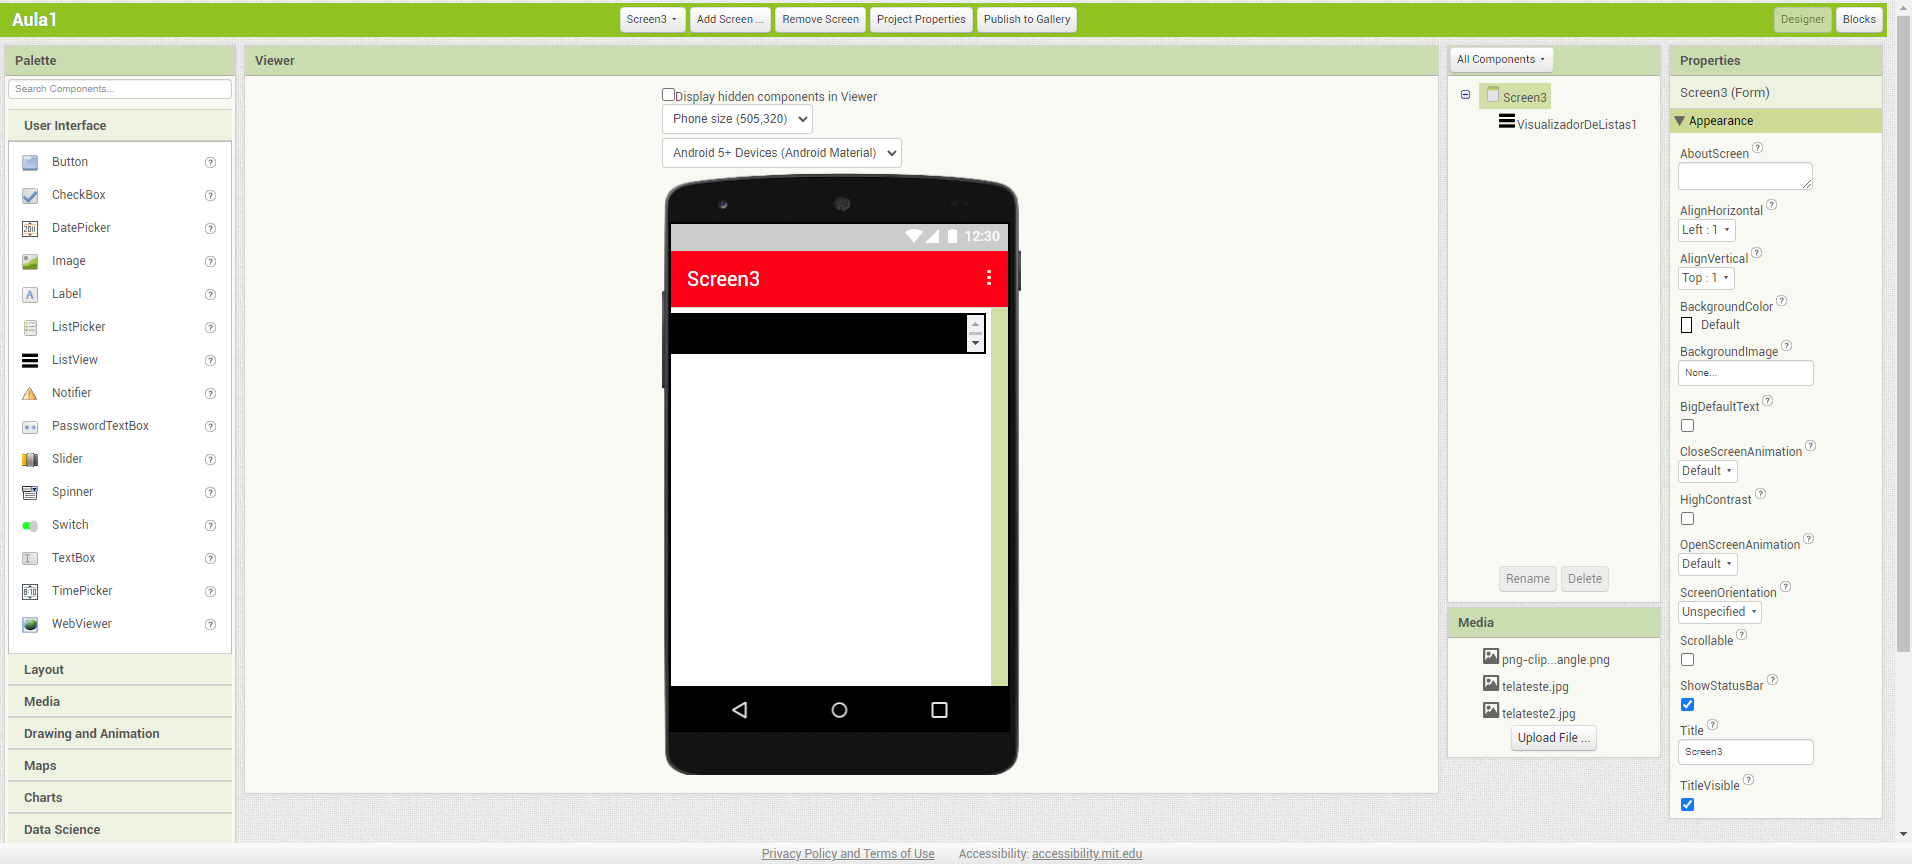 Aula1
Screen3
Add Screen ...
Remove Screen
Project Properties
Publish to Gallery
Designer
Blocks
Palette
Search Components...
User Interface
Button
CheckBox
DatePicker
Image
Label
ListPicker
ListView
Notifier
PasswordTextBox
Slider
Spinner
Switch
TextBox
TimePicker
WebViewer
Layout
Media
Drawing and Animation
Maps
Charts
Data Science
Viewer
Display hidden components in Viewer
Phone size (505,320)
Android 5+ Devices (Android Material)
12:30
Screen3
All Components
Screen3
VisualizadorDeListas1
Rename
Delete
Media
png-clip...angle.png
telateste.jpg
telateste2.jpg
Upload File ...
Properties
Screen3 (Form)
Appearance
AboutScreen
AlignHorizontal
Left : 1
AlignVertical
Top : 1
BackgroundColor
Default
BackgroundImage
None...
BigDefaultText
CloseScreenAnimation
Default
HighContrast
OpenScreenAnimation
Default
ScreenOrientation
Unspecified
Scrollable
ShowStatusBar
Title
Screen3
TitleVisible
Privacy Policy and Terms of Use
Accessibility: accessibility.mit.edu